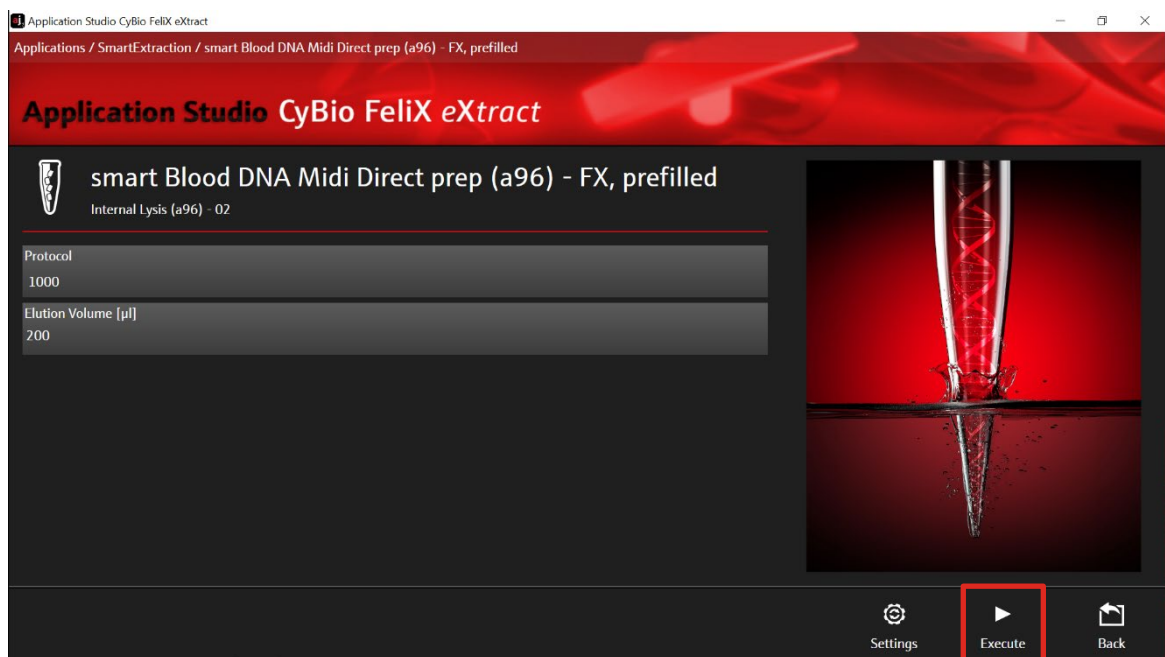 Application Studio CyBio FeliX eXtract
Applications / SmartExtraction / smart Blood DNA Midi Direct prep (a96) - FX, prefilled
Application Studio CyBio FeliX eXtract
smart Blood DNA Midi Direct prep (a96) - FX, prefilled
Internal Lysis (a96) - 02
Protocol
1000
Elution Volume [µl]
200
Settings
Execute
Back